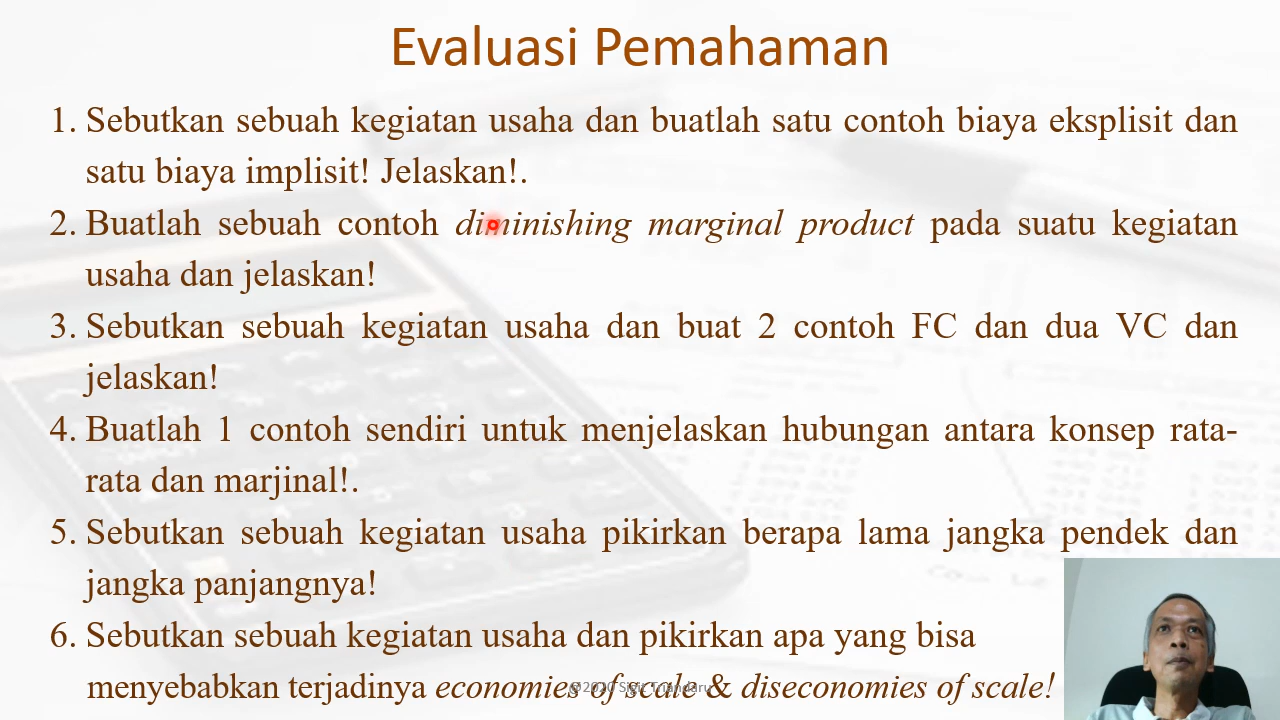 Evaluasi Pemahaman
1. Sebutkan sebuah kegiatan usaha dan buatlah satu contoh biaya eksplisit dan
satu biaya implisit! Jelaskan!.
2. Buatlah sebuah contoh diminishing marginal product pada suatu kegiatan
usaha dan jelaskan!
3. Sebutkan sebuah kegiatan usaha dan buat 2 contoh FC dan dua VC dan
jelaskan!
4. Buatlah 1 contoh sendiri untuk menjelaskan hubungan antara konsep rata-
rata dan marjinal!.
5. Sebutkan sebuah kegiatan usaha pikirkan berapa lama jangka pendek dan
jangka panjangnya!
6. Sebutkan sebuah kegiatan usaha dan pikirkan apa yang bisa
menyebabkan terjadinya economies of scale & diseconomies of scale!
@2020 Sigit Triandaru